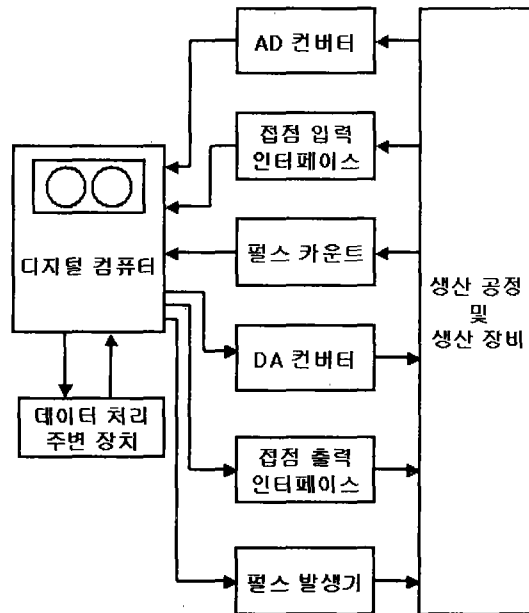 AD 컨버터
접점 입력
인터페이스
펄스 카운트
디지털 컴퓨터
DA 컨버터
데이터 처리
주변 장치
접점 출력
인터페이스
펄스 발생기
생산 공정
및
생산 장비